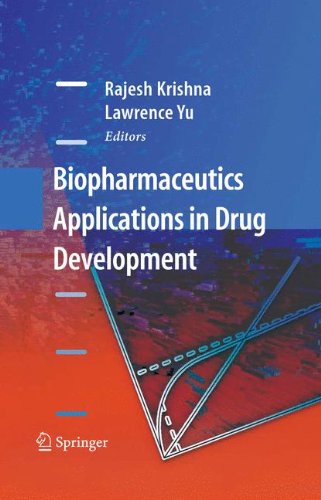 Rajesh Krishna
Lawrence Yu
Editors
Biopharmaceutics
Applications in Drug
Development
Springer